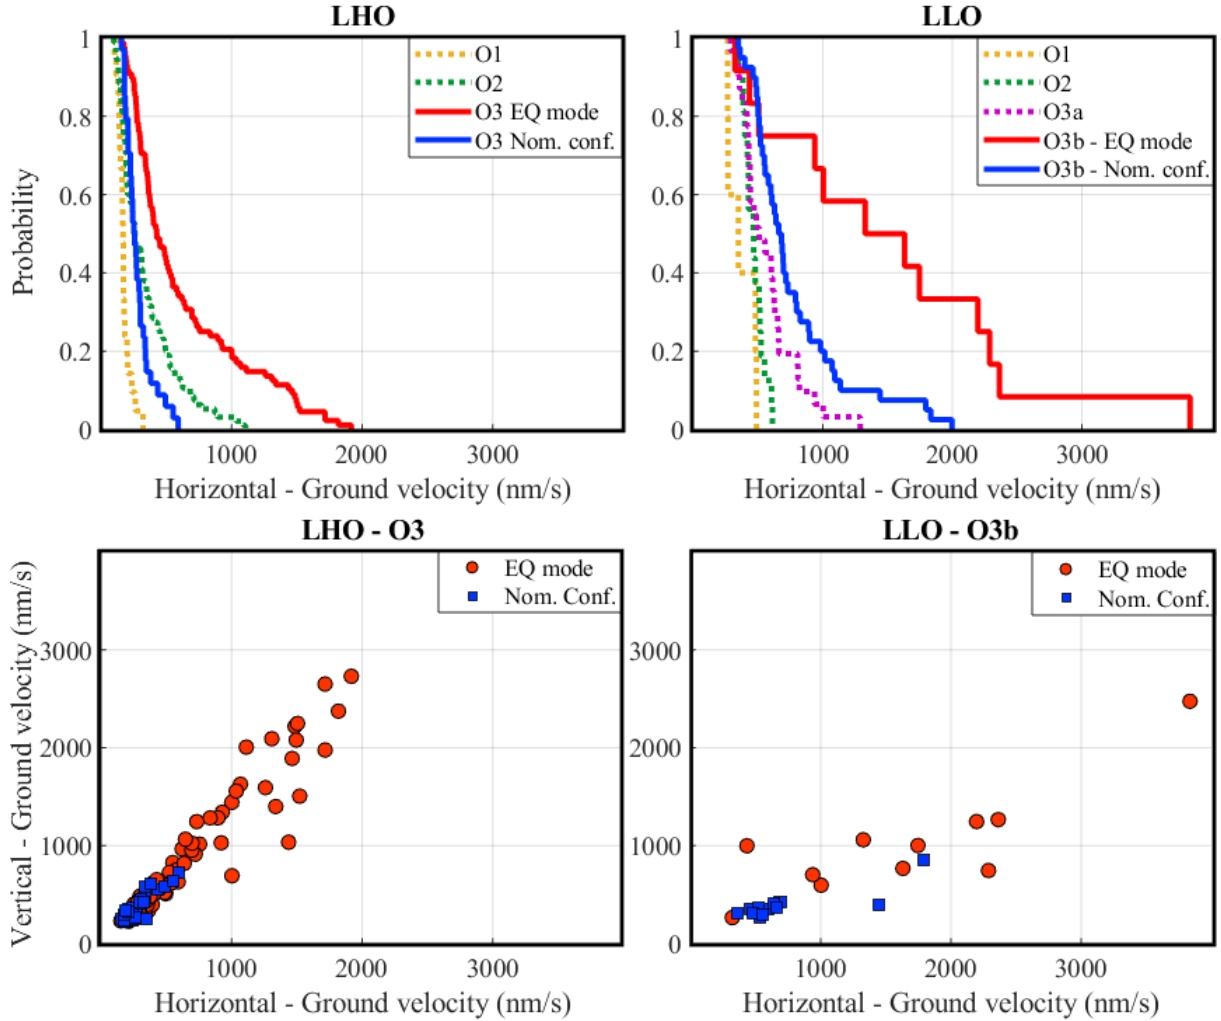 LHO
O1
O2
O3 EQ mode
O3 Nom. conf.
1
0.8
0.6
0.4
0.2
0
1000 2000 3000
Probability
Horizontal - Ground velocity (nm/s)
LLO
O1
O2
O3a
O3b - EQ mode
O3b - Nom. conf.
1
0.8
0.6
0.4
0.2
0
1000 2000 3000
Horizontal - Ground velocity (nm/s)
LHO - O3
EQ mode
Nom. Conf.
3000
2000
1000
0
1000 2000 3000
Vertical - Ground velocity (nm/s)
Horizontal - Ground velocity (nm/s)
LLO - O3b
EQ mode
Nom. Conf.
3000
2000
1000
0
1000 2000 3000
Horizontal - Ground velocity (nm/s)